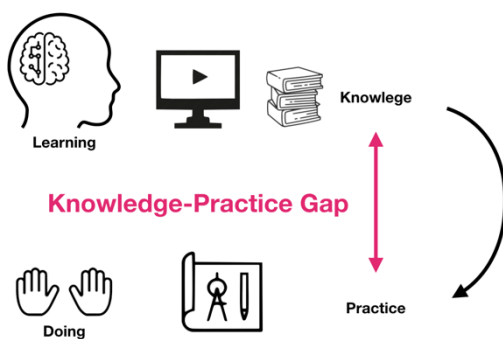 Knowlege
Learning
Knowledge-Practice Gap
Practice
Doing